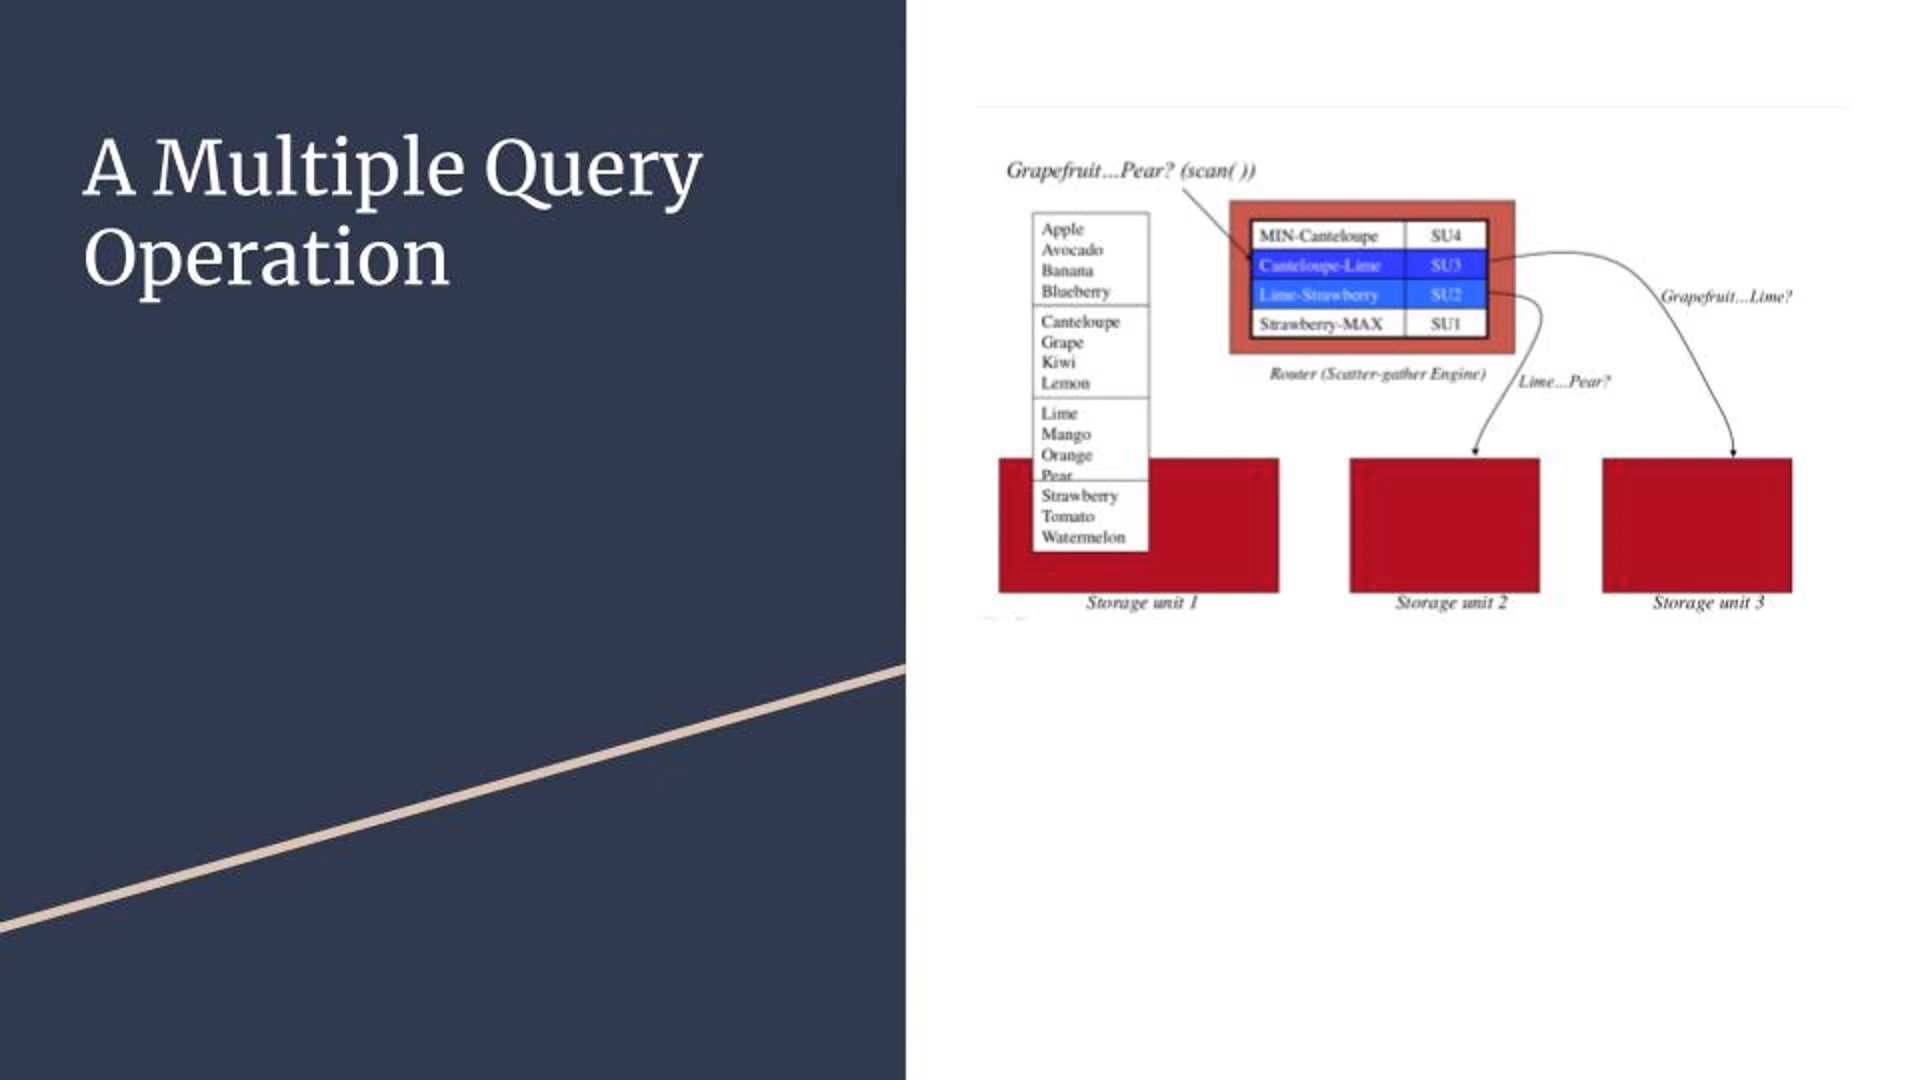 A Multiple Query
Operation
Grapefruit...Pear? (scan( ))
Apple
Avocado
Banana
Blueberry
Canteloupe
Grape
Kiwi
Lemon
Lime
Mango
Orange
Pear
Strawberry
Tomato
Watermelon
MIN-Canteloupe SU4
Canteloupe-Lime SU3
Lime-Strawberry SU2
Strawberry-MAX SU1
Router (Scatter-gather Engine)
Grapefruit...Lime?
Lime...Pear?
Storage unit 1
Storage unit 2
Storage unit 3